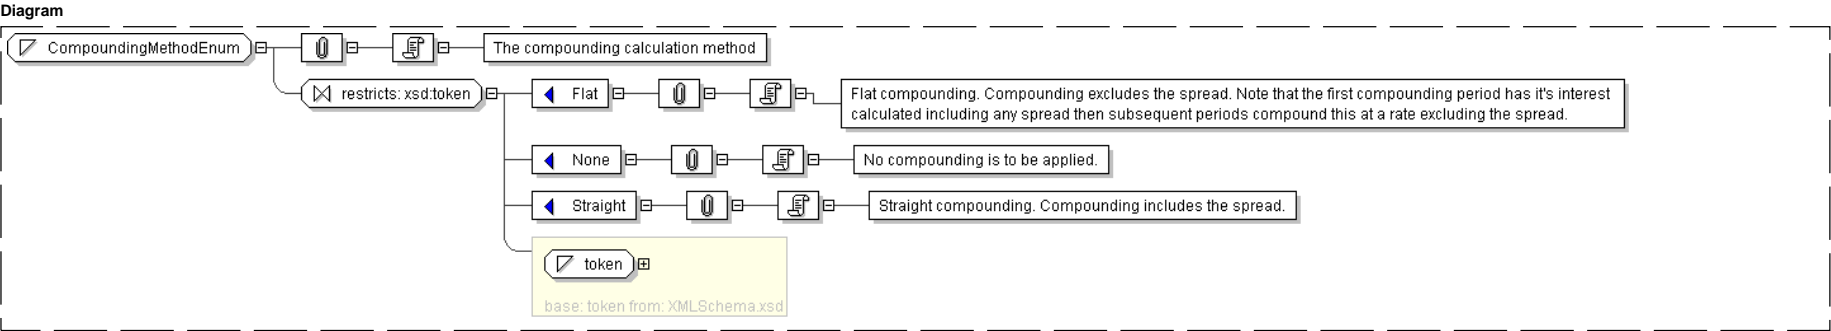 Diagram
CompoundingMethodEnum
The compounding calculation method
restricts: xsd:token
Flat
Flat compounding. Compounding excludes the spread. Note that the first compounding period has it's interest
calculated including any spread then subsequent periods compound this at a rate excluding the spread.
None
No compounding is to be applied.
Straight
Straight compounding. Compounding includes the spread.
token
base: token from: XMLSchema.xsd